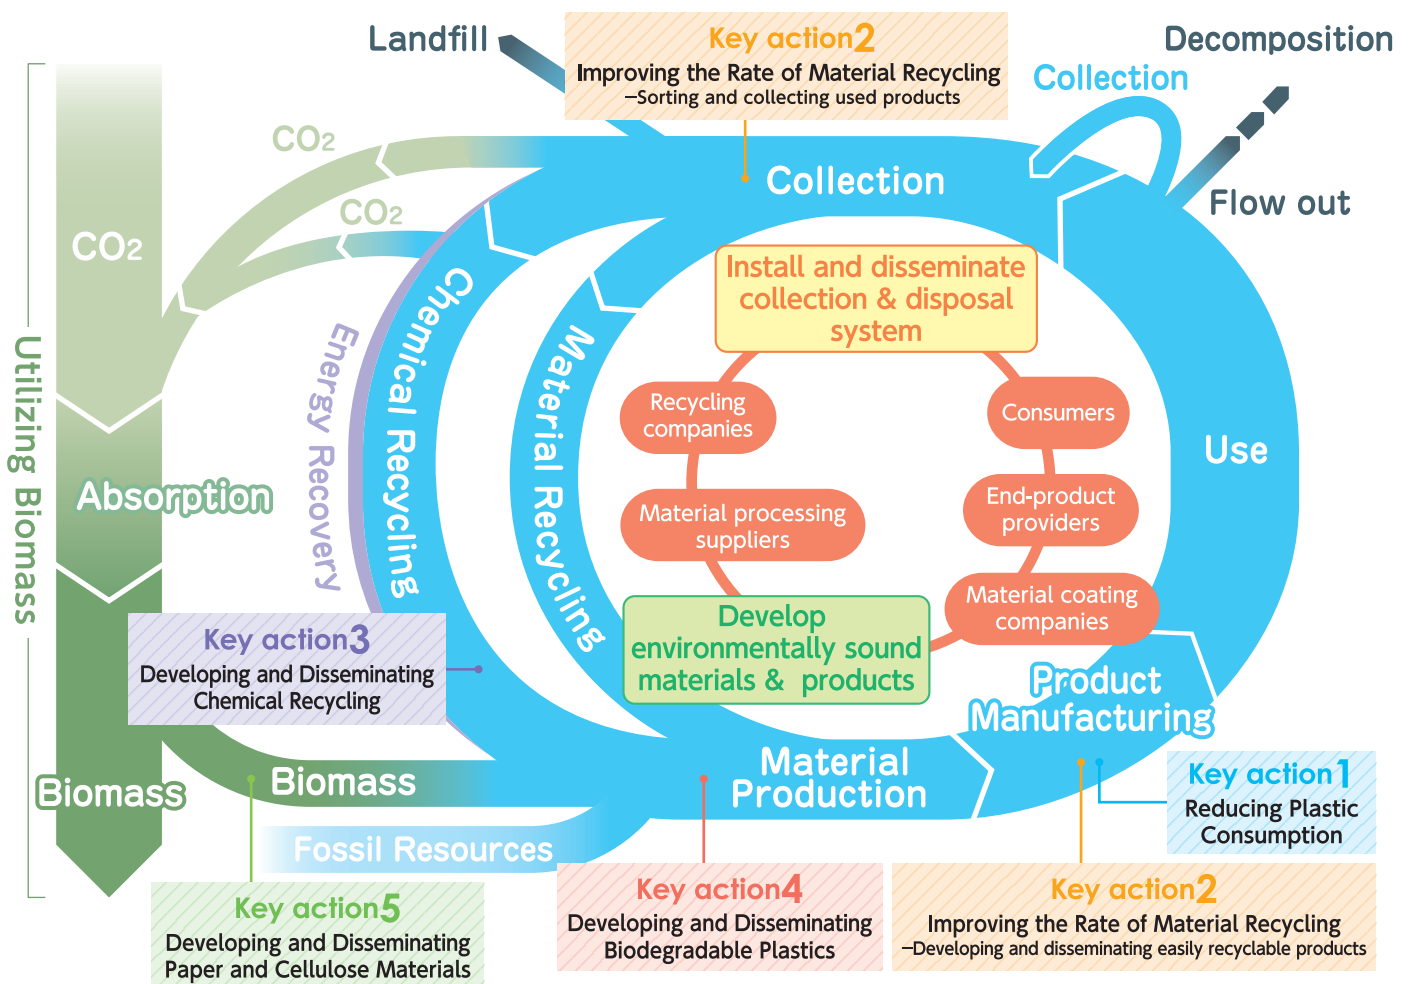 Landfill
Key action2
Improving the Rate of Material Recycling
–Sorting and collecting used products
Decomposition
Collection
Flow out
CO2
CO2
CO2
Collection
Utilizing Biomass
Absorption
Biomass
Energy Recovery
Chemical Recycling
Material Recycling
Install and disseminate
collection & disposal
system
Recycling
companies
Consumers
Use
Material processing
suppliers
End-product
providers
Material coating
companies
Develop
environmentally sound
materials & products
Key action3
Developing and Disseminating
Chemical Recycling
Product
Manufacturing
Biomass
Material
Production
Fossil Resources
Key action1
Reducing Plastic
Consumption
Key action5
Developing and Disseminating
Paper and Cellulose Materials
Key action4
Developing and Disseminating
Biodegradable Plastics
Key action2
Improving the Rate of Material Recycling
–Developing and disseminating easily recyclable products